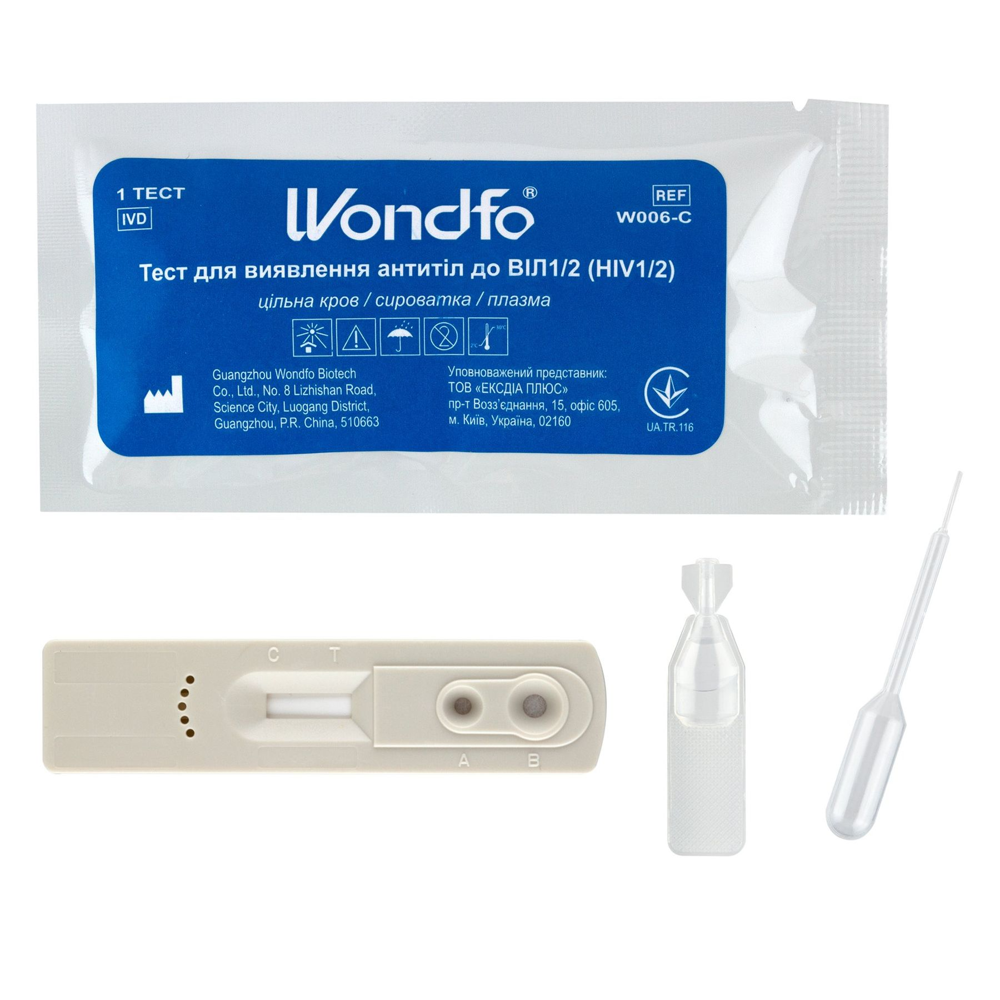 1 ТЕСТ
IVD
Wondfo®
REF
W006-C
Тест для виявлення антитіл до ВІЛ1/2 (HIV1/2)
цільна кров / сироватка / плазма
2°C
30°C
Guangzhou Wondfo Biotech
Co., Ltd., No. 8 Lizhishan Road,
Science City, Luogang District,
Guangzhou, P.R. China, 510663
Уповноважений представник:
ТОВ «ЕКСДІА ПЛЮС»
пр-т Возз'єднання, 15, офіс 605,
м. Київ, Україна, 02160
UA.TR.116
C T
A B